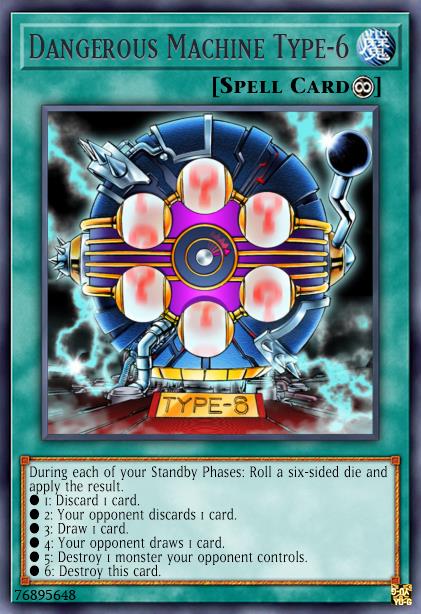 Dangerous Machine Type-6
[Spell Card]
TYPE-6
During each of your Standby Phases: Roll a six-sided die and
apply the result.
● 1: Discard 1 card.
● 2: Your opponent discards 1 card.
● 3: Draw 1 card.
● 4: Your opponent draws 1 card.
● 5: Destroy 1 monster your opponent controls.
● 6: Destroy this card.
76895648